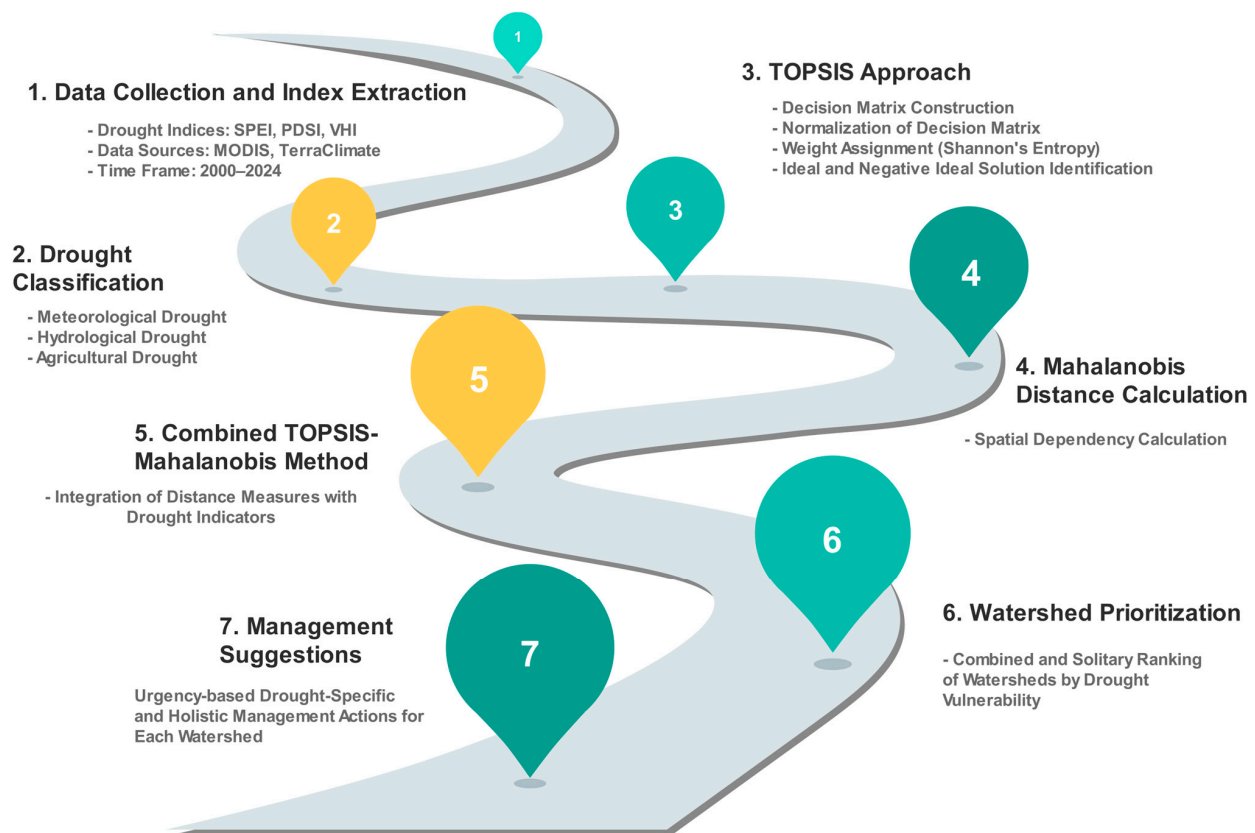 1
1. Data Collection and Index Extraction
- Drought Indices: SPEI, PDSI, VHI
- Data Sources: MODIS, TerraClimate
- Time Frame: 2000–2024
2
2. Drought
Classification
- Meteorological Drought
- Hydrological Drought
- Agricultural Drought
3. TOPSIS Approach
- Decision Matrix Construction
- Normalization of Decision Matrix
- Weight Assignment (Shannon's Entropy)
- Ideal and Negative Ideal Solution Identification
3
4
4. Mahalanobis
Distance Calculation
- Spatial Dependency Calculation
5
5. Combined TOPSIS-
Mahalanobis Method
- Integration of Distance Measures with
Drought Indicators
6
6. Watershed Prioritization
- Combined and Solitary Ranking
of Watersheds by Drought
Vulnerability
7
7. Management
Suggestions
Urgency-based Drought-Specific
and Holistic Management Actions for
Each Watershed